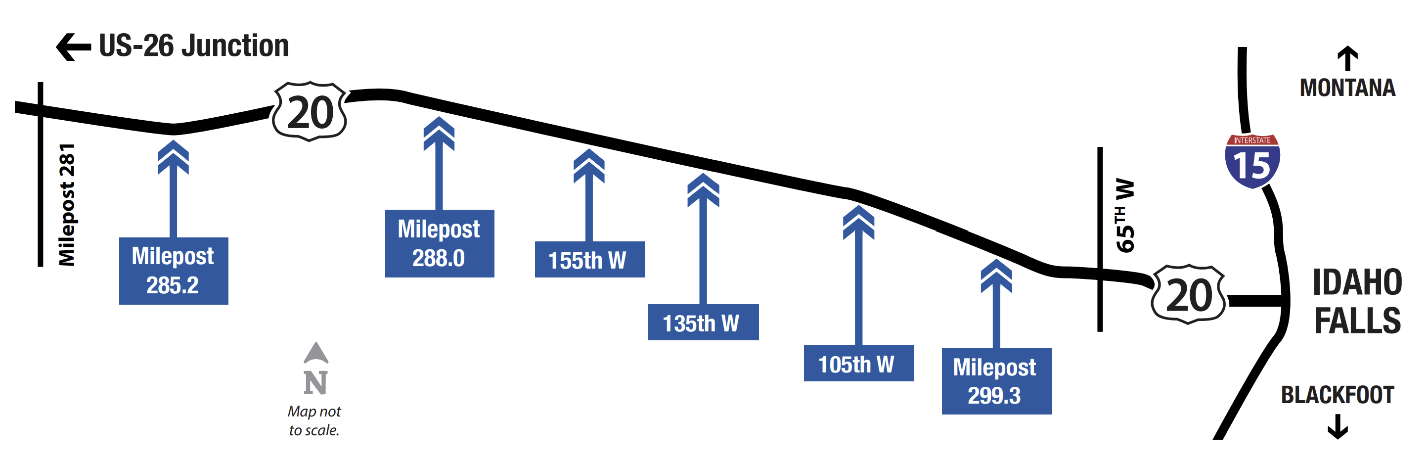 US-26 Junction
MONTANA
20
INTERSTATE
15
Milepost 281
65TH W
Milepost
285.2
Milepost
288.0
155th W
135th W
105th W
Milepost
299.3
20
IDAHO
FALLS
N
Map not
to scale.
BLACKFOOT